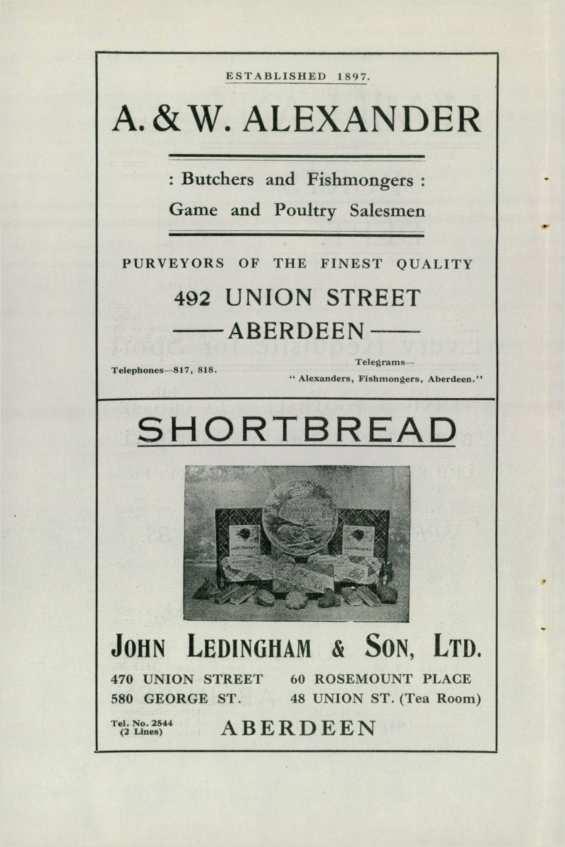 ESTABLISHED 1897.
A. & W. ALEXANDER
: Butchers and Fishmongers :
Game and Poultry Salesmen
PURVEYORS OF THE FINEST QUALITY
492 UNION STREET
ABERDEEN
Telephones—817, 818.
Telegrams—
"Alexanders, Fishmongers, Aberdeen."
SHORTBREAD
JOHN LEDINGHAM & SON, LTD.
470 UNION STREET 60 ROSEMOUNT PLACE
580 GEORGE ST. 48 UNION ST. (Tea Room)
Tel. No. 2544
(2 Lines)
ABERDEEN